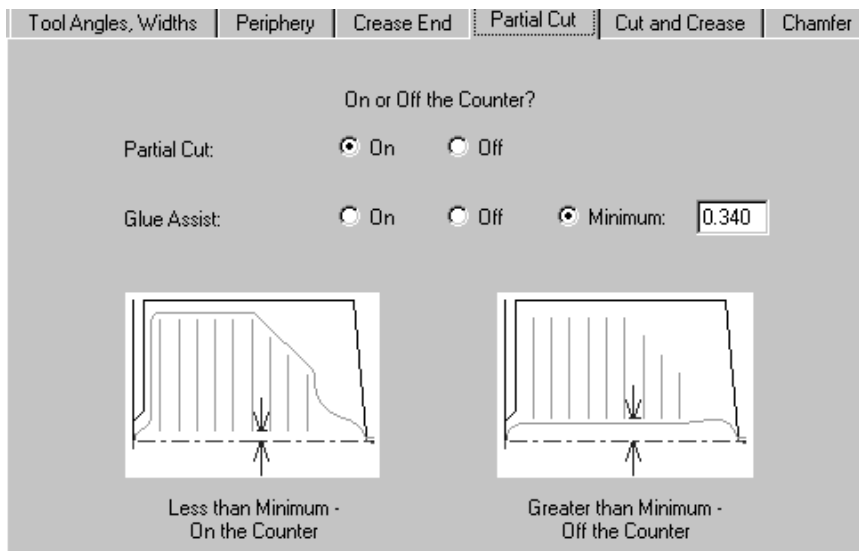 Tool Angles, Widths Periphery Crease End Partial Cut Cut and Crease Chamfer
On or Off the Counter?
Partial Cut: On Off
Glue Assist: On Off Minimum: 0.340
Less than Minimum -
On the Counter
Greater than Minimum -
Off the Counter